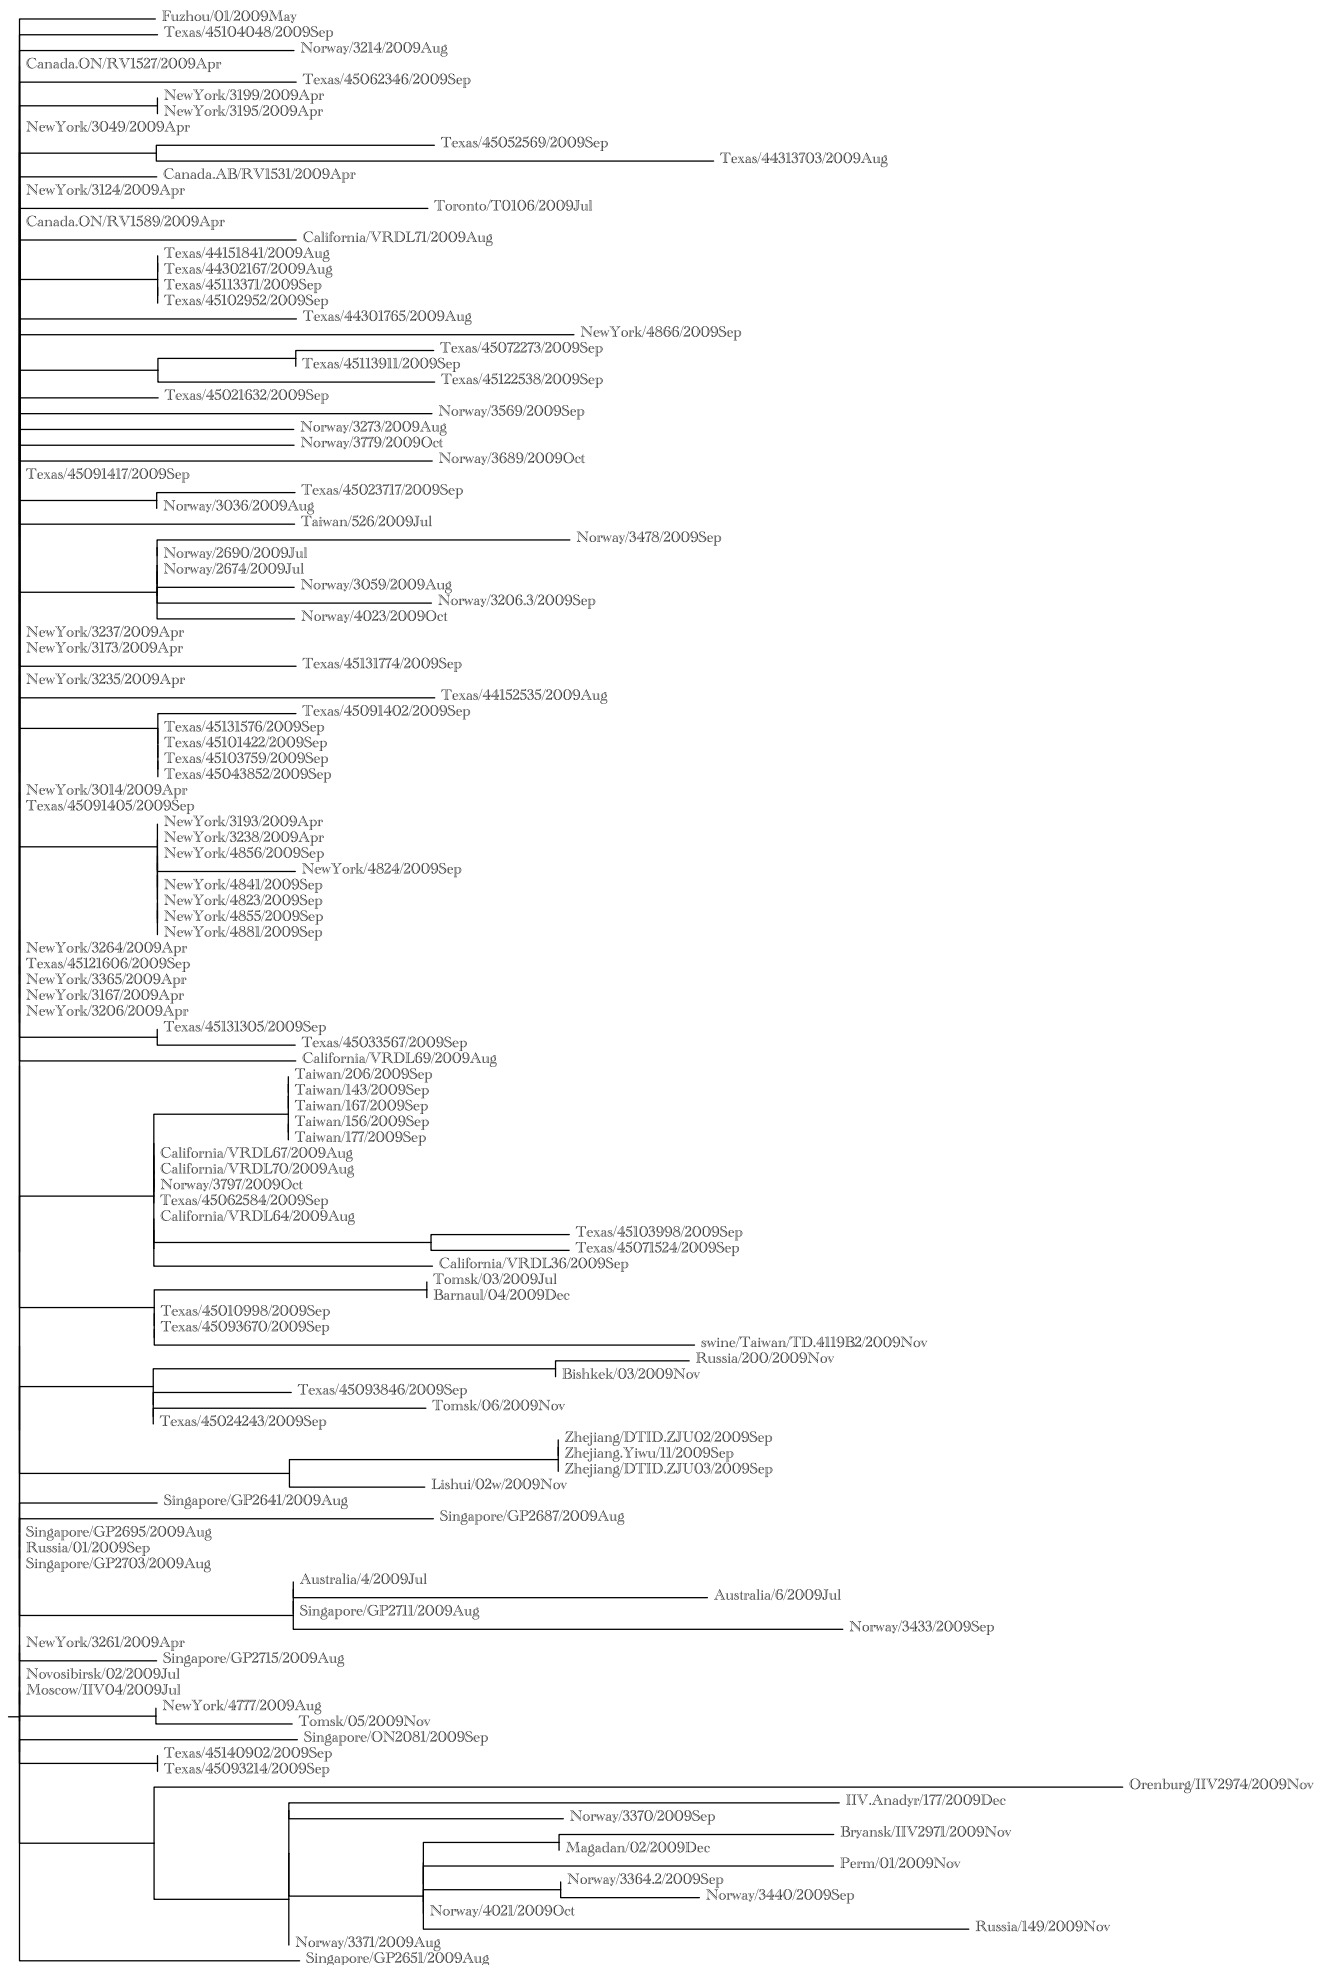 Fuzhou/01/2009May
Texas/45104048/2009Sep
Norway/3214/2009Aug
Canada.ON/RV1527/2009Apr
Texas/45062346/2009Sep
NewYork/3199/2009Apr
NewYork/3195/2009Apr
NewYork/3049/2009Apr
Texas/45052569/2009Sep
Texas/44313703/2009Aug
Canada.AB/RV1531/2009Apr
NewYork/3124/2009Apr
Toronto/T0106/2009Jul
Canada.ON/RV1589/2009Apr
California/VRDL71/2009Aug
Texas/44151841/2009Aug
Texas/44302167/2009Aug
Texas/45113371/2009Sep
Texas/45102952/2009Sep
Texas/44301765/2009Aug
NewYork/4866/2009Sep
Texas/45072273/2009Sep
Texas/45113911/2009Sep
Texas/45122538/2009Sep
Texas/45021632/2009Sep
Norway/3569/2009Sep
Norway/3273/2009Aug
Norway/3779/2009Oct
Norway/3689/2009Oct
Texas/45091417/2009Sep
Texas/45023717/2009Sep
Norway/3036/2009Aug
Taiwan/526/2009Jul
Norway/3478/2009Sep
Norway/2690/2009Jul
Norway/2674/2009Jul
Norway/3059/2009Aug
Norway/3206.3/2009Sep
Norway/4023/2009Oct
NewYork/3237/2009Apr
NewYork/3173/2009Apr
Texas/45131774/2009Sep
NewYork/3235/2009Apr
Texas/44152535/2009Aug
Texas/45091402/2009Sep
Texas/45131576/2009Sep
Texas/45101422/2009Sep
Texas/45103759/2009Sep
Texas/45043852/2009Sep
NewYork/3014/2009Apr
Texas/45091405/2009Sep
NewYork/3193/2009Apr
NewYork/3238/2009Apr
NewYork/4856/2009Sep
NewYork/4824/2009Sep
NewYork/4841/2009Sep
NewYork/4823/2009Sep
NewYork/4855/2009Sep
NewYork/4881/2009Sep
NewYork/3264/2009Apr
Texas/45121606/2009Sep
NewYork/3365/2009Apr
NewYork/3167/2009Apr
NewYork/3206/2009Apr
Texas/45131305/2009Sep
Texas/45033567/2009Sep
California/VRDL69/2009Aug
Taiwan/206/2009Sep
Taiwan/143/2009Sep
Taiwan/167/2009Sep
Taiwan/156/2009Sep
Taiwan/177/2009Sep
California/VRDL67/2009Aug
California/VRDL70/2009Aug
Norway/3797/2009Oct
Texas/45062584/2009Sep
California/VRDL64/2009Aug
Texas/45103998/2009Sep
Texas/45071524/2009Sep
California/VRDL36/2009Sep
Tomsk/03/2009Jul
Barnaul/04/2009Dec
Texas/45010998/2009Sep
Texas/45093670/2009Sep
swine/Taiwan/TD.4119B2/2009Nov
Russia/200/2009Nov
Bishkek/03/2009Nov
Texas/45093846/2009Sep
Tomsk/06/2009Nov
Texas/45024243/2009Sep
Zhejiang/DTID.ZJU02/2009Sep
Zhejiang.Yiwu/11/2009Sep
Zhejiang/DTID.ZJU03/2009Sep
Lishui/02w/2009Nov
Singapore/GP2641/2009Aug
Singapore/GP2687/2009Aug
Singapore/GP2695/2009Aug
Russia/01/2009Sep
Singapore/GP2703/2009Aug
Australia/4/2009Jul
Australia/6/2009Jul
Singapore/GP2711/2009Aug
Norway/3433/2009Sep
NewYork/3261/2009Apr
Singapore/GP2715/2009Aug
Novosibirsk/02/2009Jul
Moscow/IIV04/2009Jul
NewYork/4777/2009Aug
Tomsk/05/2009Nov
Singapore/ON2081/2009Sep
Texas/45140902/2009Sep
Texas/45093214/2009Sep
Orenburg/IIV2974/2009Nov
IIV.Anadyr/177/2009Dec
Norway/3370/2009Sep
Bryansk/IIV2971/2009Nov
Magadan/02/2009Dec
Perm/01/2009Nov
Norway/3364.2/2009Sep
Norway/3440/2009Sep
Norway/4021/2009Oct
Russia/149/2009Nov
Norway/3371/2009Aug
Singapore/GP2651/2009Aug